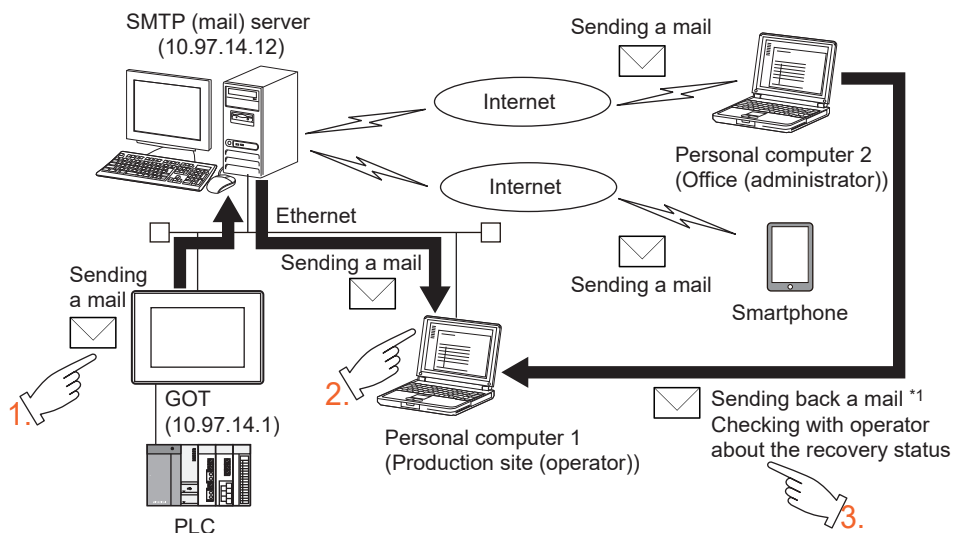 SMTP (mail) server
(10.97.14.12)
Sending a mail
Internet
Personal computer 2
(Office (administrator))
Internet
Ethernet
Sending a mail
Sending a mail
Smartphone
Sending
a mail
1.
GOT
(10.97.14.1)
PLC
2.
Personal computer 1
(Production site (operator))
Sending back a mail *1
Checking with operator
about the recovery status
3.